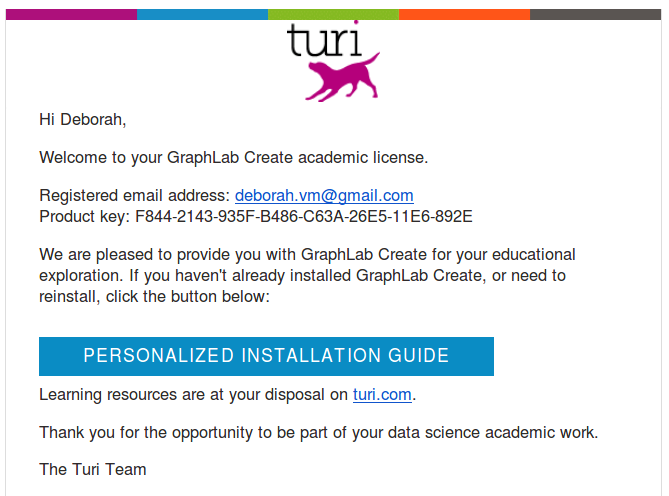 turi
Hi Deborah,
Welcome to your GraphLab Create academic license.
Registered email address: deborah.vm@gmail.com
Product key: F844-2143-935F-B486-C63A-26E5-11E6-892E
We are pleased to provide you with GraphLab Create for your educational
exploration. If you haven't already installed GraphLab Create, or need to
reinstall, click the button below:
PERSONALIZED INSTALLATION GUIDE
Learning resources are at your disposal on turi.com.
Thank you for the opportunity to be part of your data science academic work.
The Turi Team